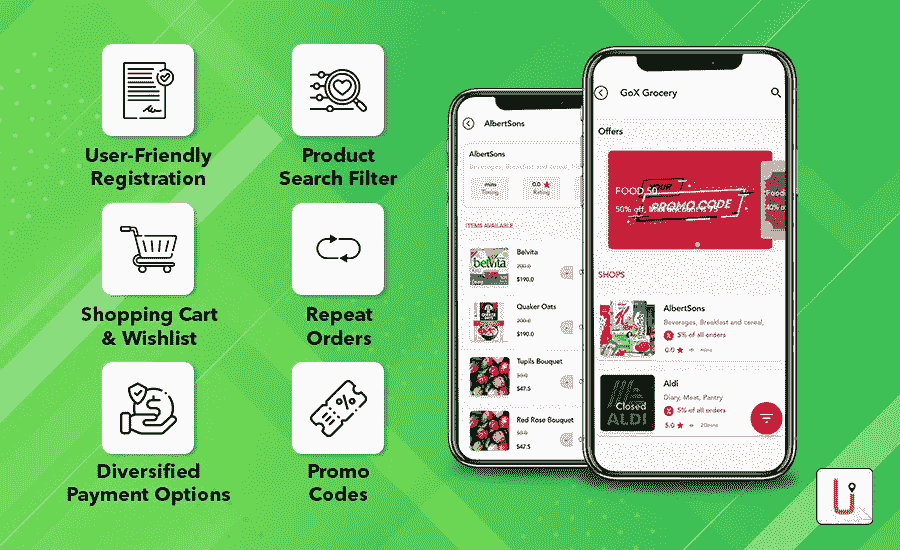 User-Friendly
Registration
Product
Search Filter
Shopping Cart
& Wishlist
Repeat
Orders
Diversified
Payment Options
Promo
Codes
AlbertSons
AlbertSons
Beverages, Breakfast and cereal,
mins
Timing
0.0 ★
Rating
ITEMS AVAILABLE
belVita
Belvita
200.0
$190.0
Quaker Oats
200.0
$190.0
Tupils Bouquet
50.0
$47.5
Red Rose Bouquet
50.0
$47.5
GoX Grocery
Offers
FOOD 50
YOUR
PROMO CODE
50% off,
Food
40% o
SHOPS
AlbertSons
Beverages, Breakfast and cereal,
5% of all orders
0.0 ★
mins
Closed
ALDI
Aldi
Diary, Meat, Pantry
5% of all orders
5.0 ★
20mins